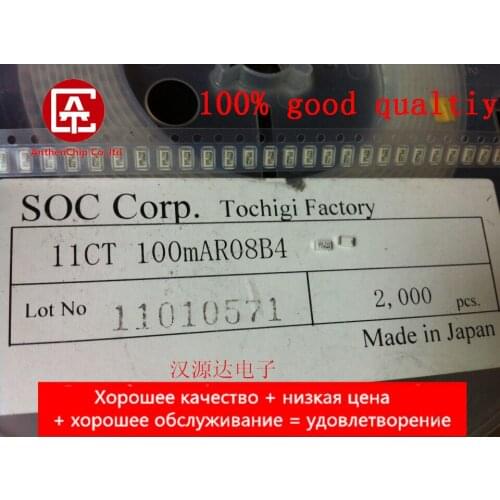 100% good qualtiy
AnthenChip Co.,ltd
SOC Corp. Tochigi Factory
11CT 100mAR08B4
Lot No 11010571 2,000 pcs.
Made in Japan
汉源达电子
Хорошее качество + низкая цена
+ хорошее обслуживание = удовлетворение